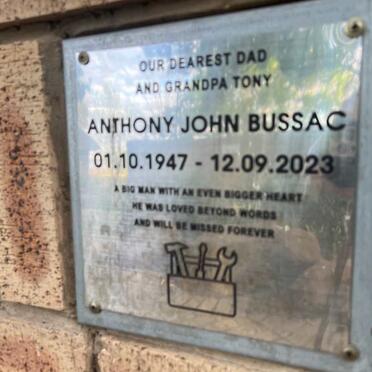 OUR DEAREST DAD
AND GRANDPA TONY
ANTHONY JOHN BUSSAC
01.10.1947 - 12.09.2023
A BIG MAN WITH AN EVEN BIGGER HEART
HE WAS LOVED BEYOND WORDS
AND WILL BE MISSED FOREVER